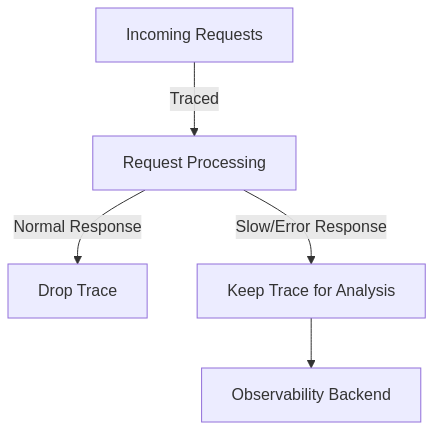 Incoming Requests
Traced
Request Processing
Normal Response
Slow/Error Response
Drop Trace
Keep Trace for Analysis
Observability Backend